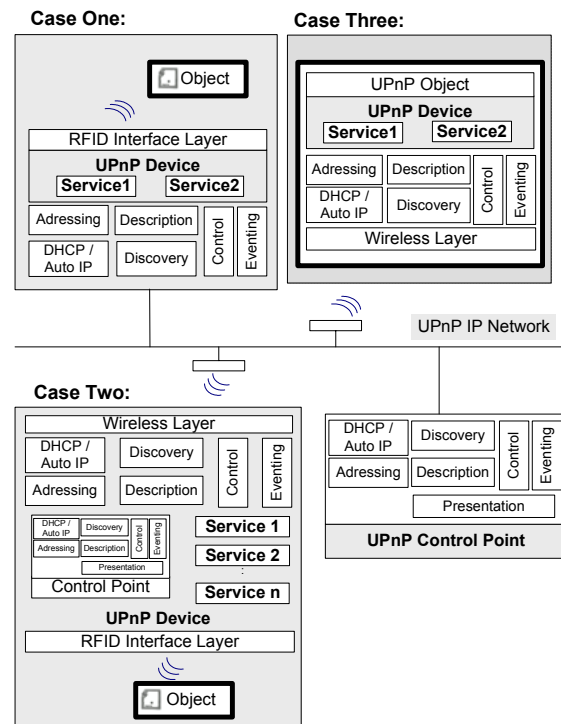 Case One:
Object
RFID Interface Layer
UPnP Device
Service1 Service2
Adressing Description Control Eventing
DHCP /
Auto IP
Discovery
Case Three:
UPnP Object
UPnP Device
Service1 Service2
Adressing Description Control Eventing
DHCP /
Auto IP
Discovery
Wireless Layer
UPnP IP Network
Case Two:
Wireless Layer
DHCP /
Auto IP
Discovery Control Eventing
Adressing Description
DHCP /
Auto IP
Discovery Control Eventing
Adressing Description
Presentation
Control Point
Service 1
Service 2
:
Service n
UPnP Device
RFID Interface Layer
Object
DHCP /
Auto IP
Discovery Control Eventing
Adressing Description
Presentation
UPnP Control Point